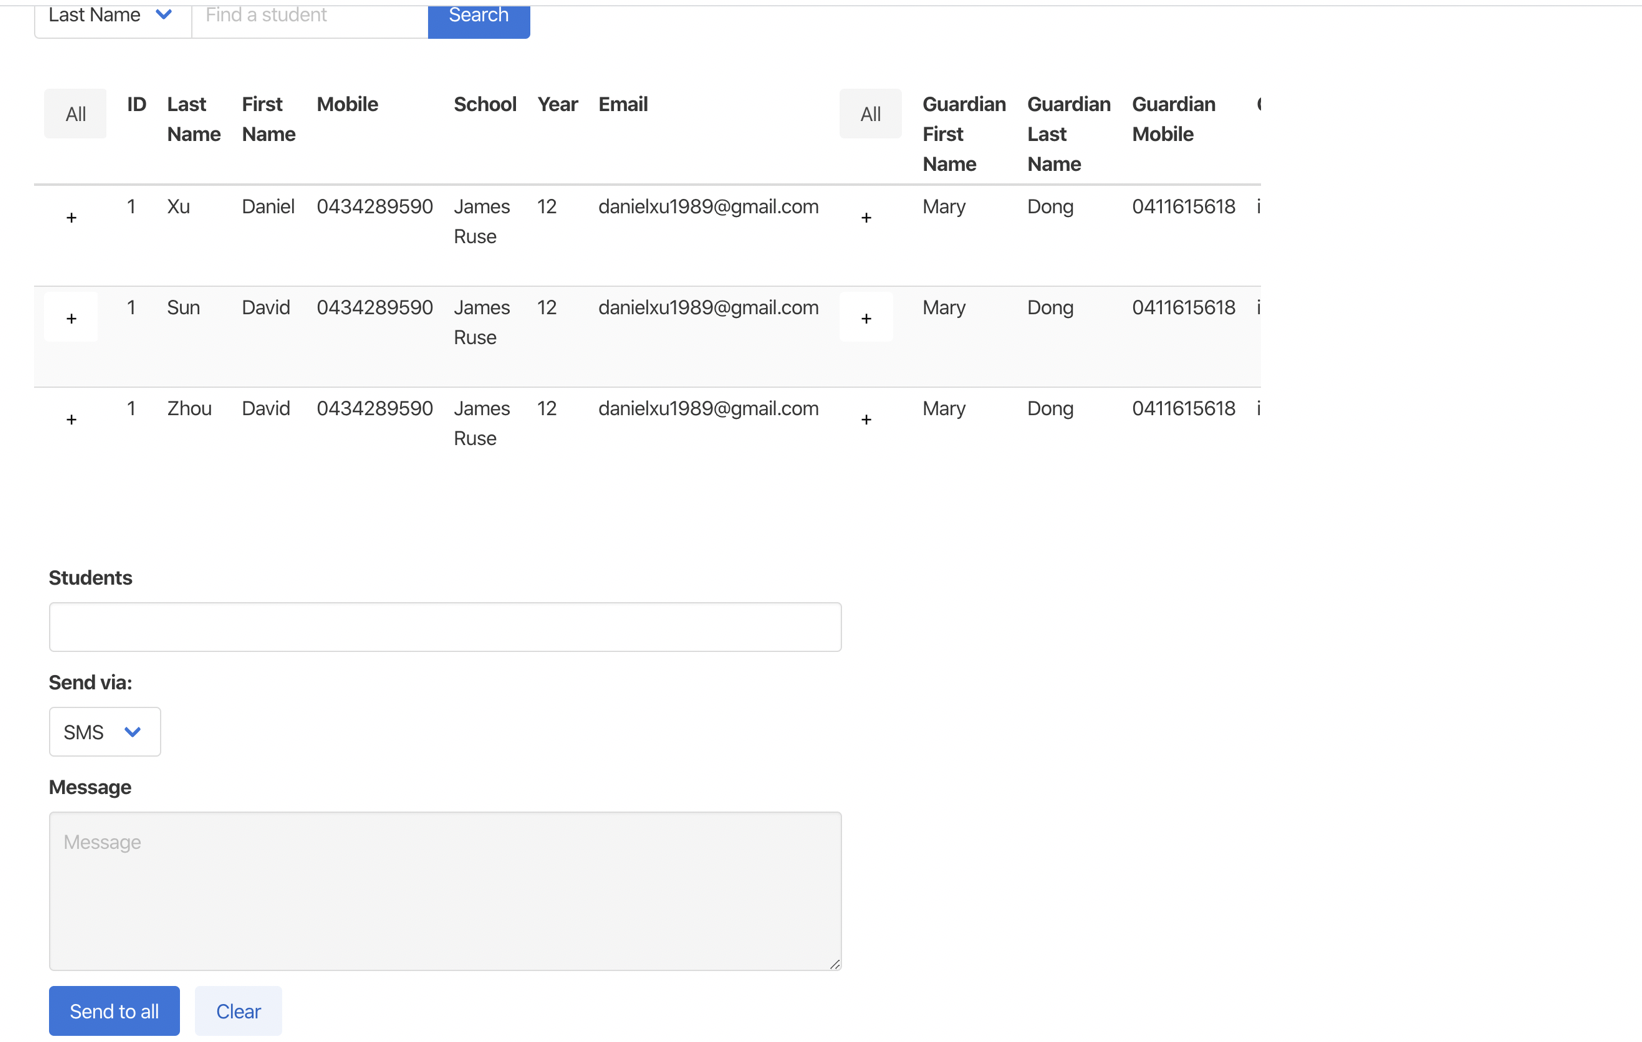 Last Name Find a student Search
All ID Last Name First Name Mobile School Year Email All Guardian First Name Guardian Last Name Guardian Mobile
+ 1 Xu Daniel 0434289590 James Ruse 12 danielxu1989@gmail.com + Mary Dong 0411615618 i
+ 1 Sun David 0434289590 James Ruse 12 danielxu1989@gmail.com + Mary Dong 0411615618 i
+ 1 Zhou David 0434289590 James Ruse 12 danielxu1989@gmail.com + Mary Dong 0411615618 i
Students
Send via:
SMS
Message
Message
Send to all Clear